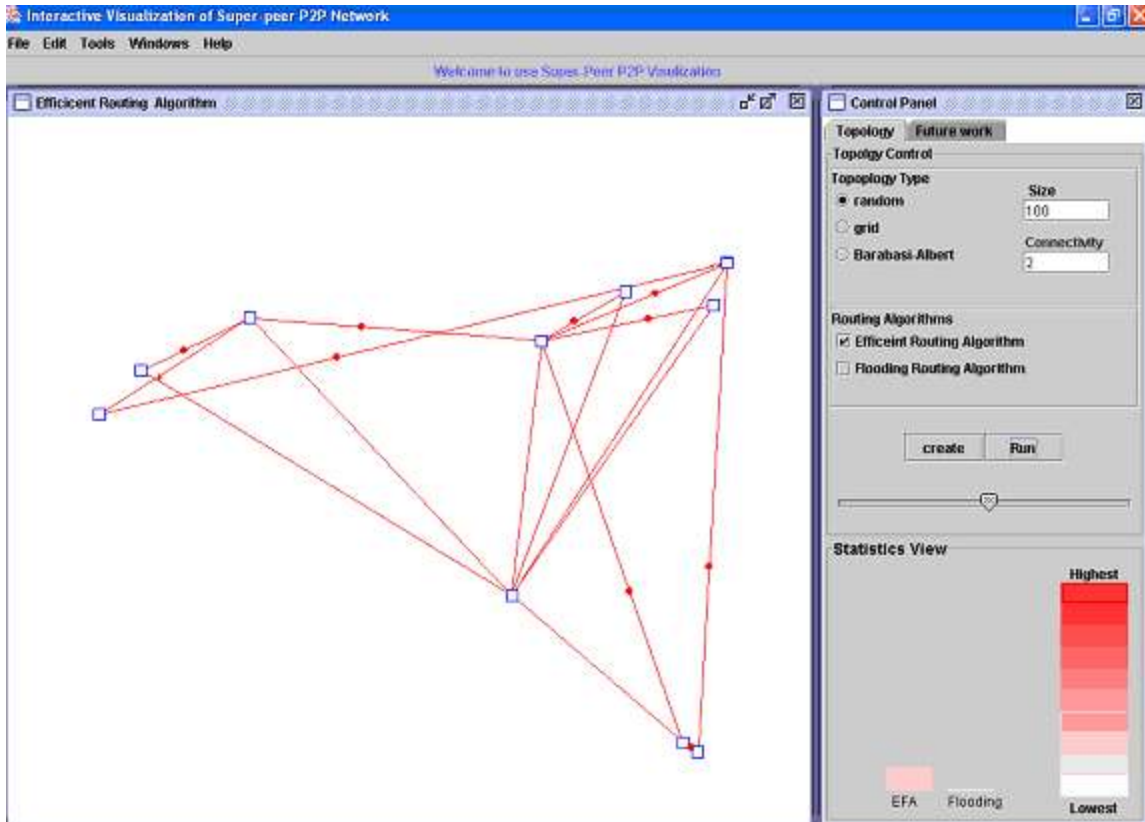 Interactive Visualization of Super-peer P2P Network
File Edit Tools Windows Help
Welcome to use Super-Peer P2P Visulization
Efficicent Routing Algorithm
Control Panel
Topology Future work
Topolgy Control
Topoplogy Type
Size
random
100
grid
Connectivity
Barabasi-Albert
2
Routing Algorithms
Efficeint Routing Algorithm
Flooding Routing Algorithm
create Run
Statistics View
Highest
EFA Flooding
Lowest